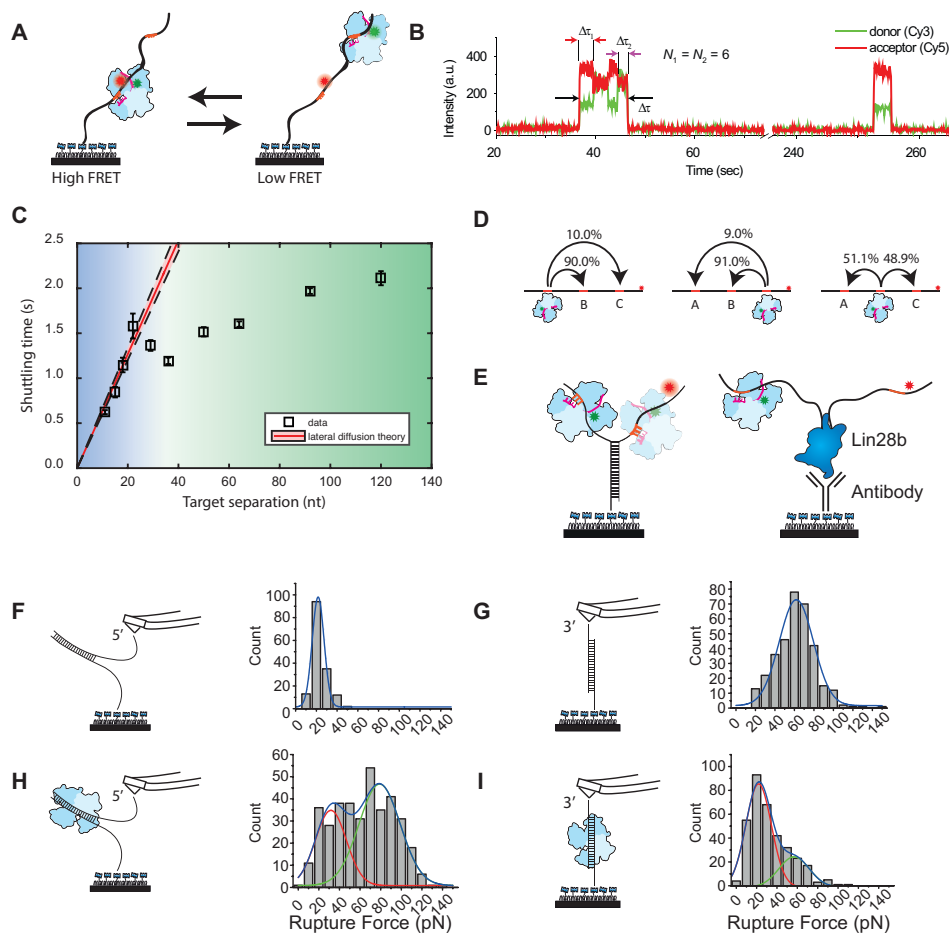 A
High FRET
Low FRET
B
Δτ₁
Δτ₂
N₁ = N₂ = 6
Δτ
donor (Cy3)
acceptor (Cy5)
Intensity (a.u.)
400
200
0
20
40
60
240
260
Time (sec)
C
Shuttling time (s)
2.5
2.0
1.5
1.0
0.5
0.0
data
lateral diffusion theory
0
20
40
60
80
100
120
140
Target separation (nt)
D
10.0%
90.0%
B
C
9.0%
91.0%
A
B
51.1%
48.9%
A
C
E
Lin28b
Antibody
F
5′
Count
100
80
60
40
20
0
0
20
40
60
80
100
120
140
G
3′
Count
80
70
60
50
40
30
20
10
0
0
20
40
60
80
100
120
140
H
5′
Count
60
50
40
30
20
10
0
0
20
40
60
80
100
120
140
Rupture Force (pN)
I
3′
Count
100
80
60
40
20
0
0
20
40
60
80
100
120
140
Rupture Force (pN)